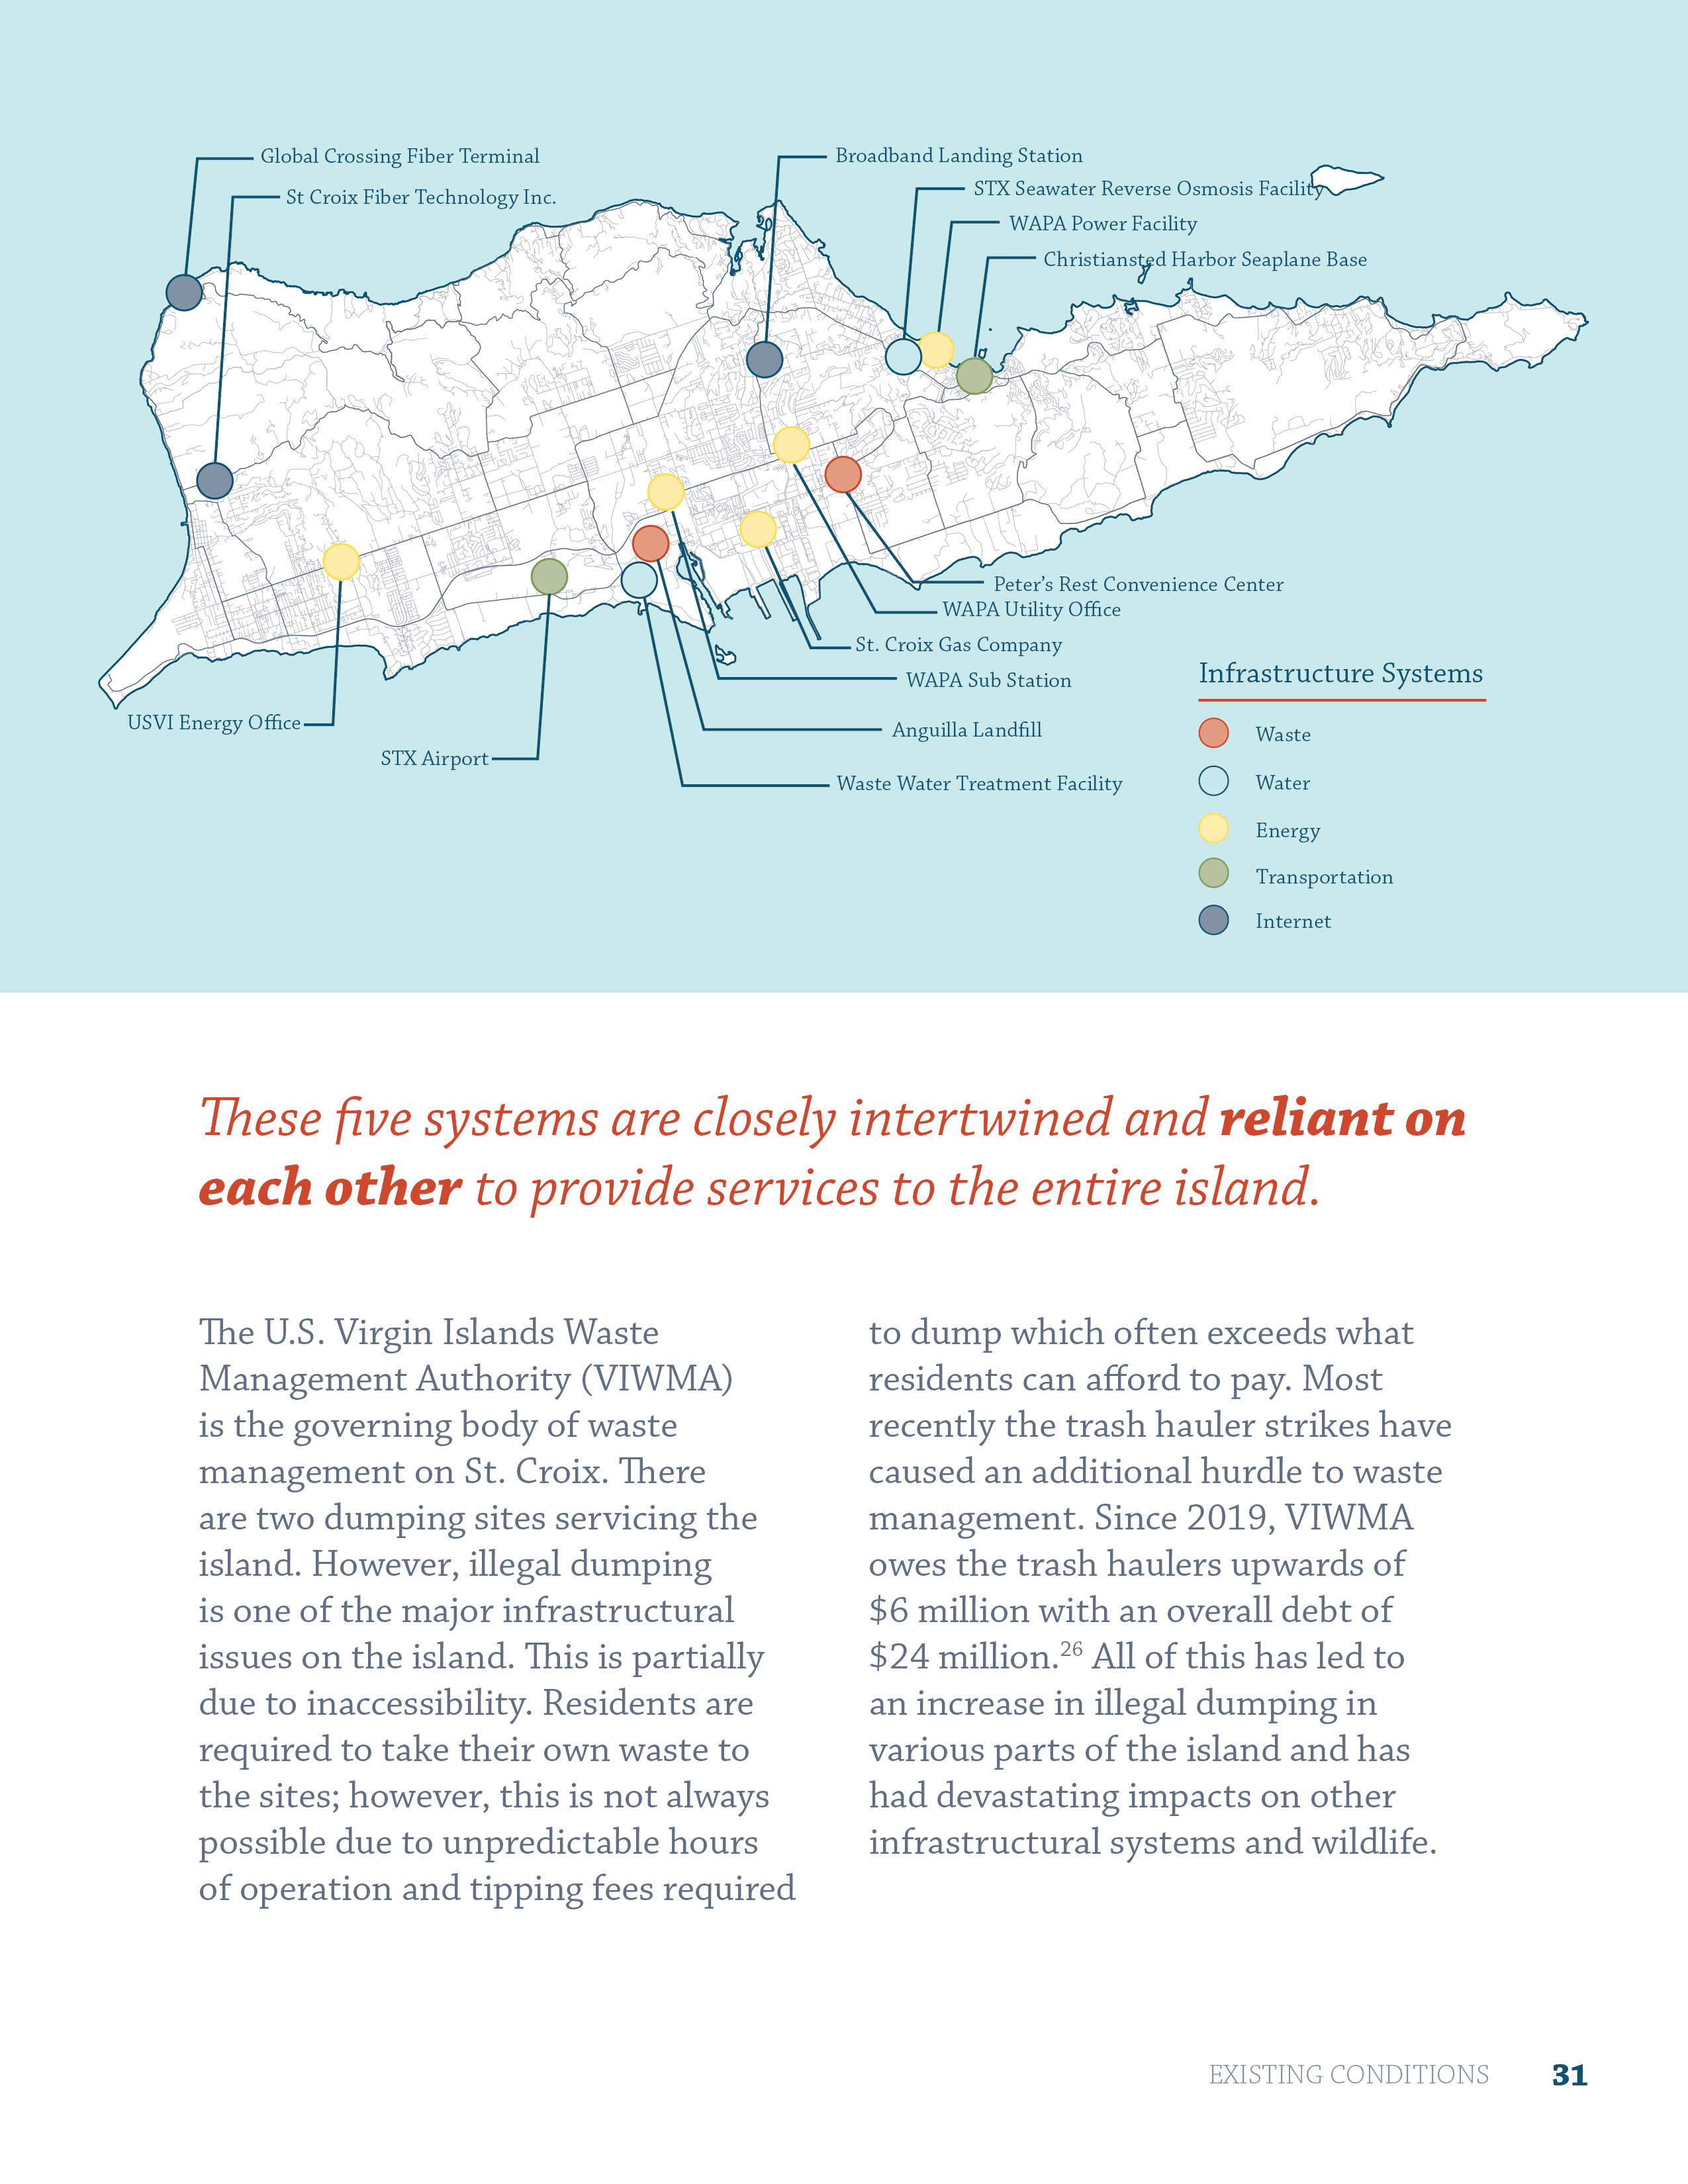 Global Crossing Fiber Terminal
St Croix Fiber Technology Inc.
Broadband Landing Station
STX Seawater Reverse Osmosis Facility
WAPA Power Facility
Christiansted Harbor Seaplane Base
Peter's Rest Convenience Center
WAPA Utility Office
St. Croix Gas Company
WAPA Sub Station
Anguilla Landfill
Waste Water Treatment Facility
USVI Energy Office
STX Airport
Infrastructure Systems
Waste
Water
Energy
Transportation
Internet
These five systems are closely intertwined and reliant on
each other to provide services to the entire island.
The U.S. Virgin Islands Waste
Management Authority (VIWMA)
is the governing body of waste
management on St. Croix. There
are two dumping sites servicing the
island. However, illegal dumping
is one of the major infrastructural
issues on the island. This is partially
due to inaccessibility. Residents are
required to take their own waste to
the sites; however, this is not always
possible due to unpredictable hours
of operation and tipping fees required
to dump which often exceeds what
residents can afford to pay. Most
recently the trash hauler strikes have
caused an additional hurdle to waste
management. Since 2019, VIWMA
owes the trash haulers upwards of
$6 million with an overall debt of
$24 million.26 All of this has led to
an increase in illegal dumping in
various parts of the island and has
had devastating impacts on other
infrastructural systems and wildlife.
EXISTING CONDITIONS 31